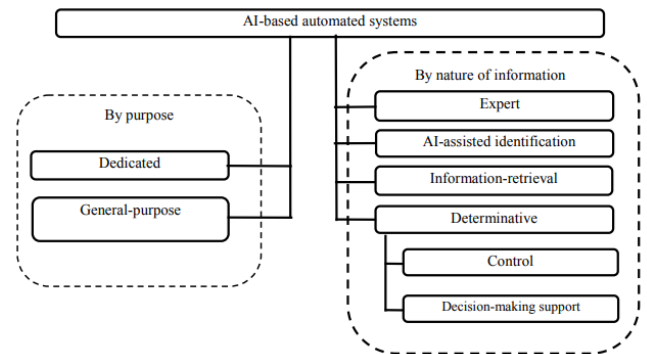 AI-based automated systems
By purpose
Dedicated
General-purpose
By nature of information
Expert
AI-assisted identification
Information-retrieval
Determinative
Control
Decision-making support